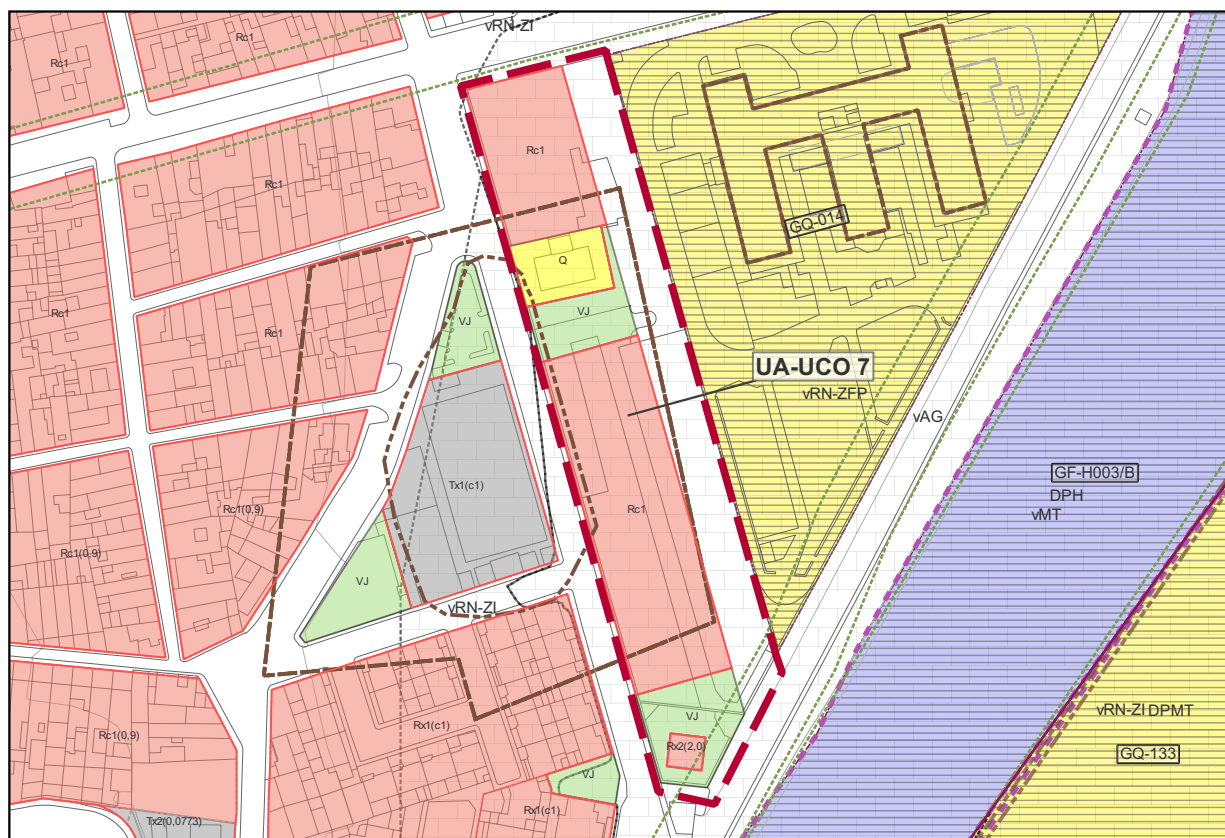 vRN-ZI
Rc1
Rc1
Rc1
Rc1
GQ-014
Q
Rc1
VJ
VJ
Rc1
UA-UCO 7
vRN-ZFP
vAG
GF-H003/B
DPH
vMT
Tx1(c1)
Rc1
Rc1(0,9)
Rc1(0,9)
VJ
vRN-ZI
vRN-ZI DPMT
VJ
Rx1(c1)
Rc1(0,9)
Rx2(2,0)
GQ-133
VJ
Rx1(c1)
Tx2(0,0773)